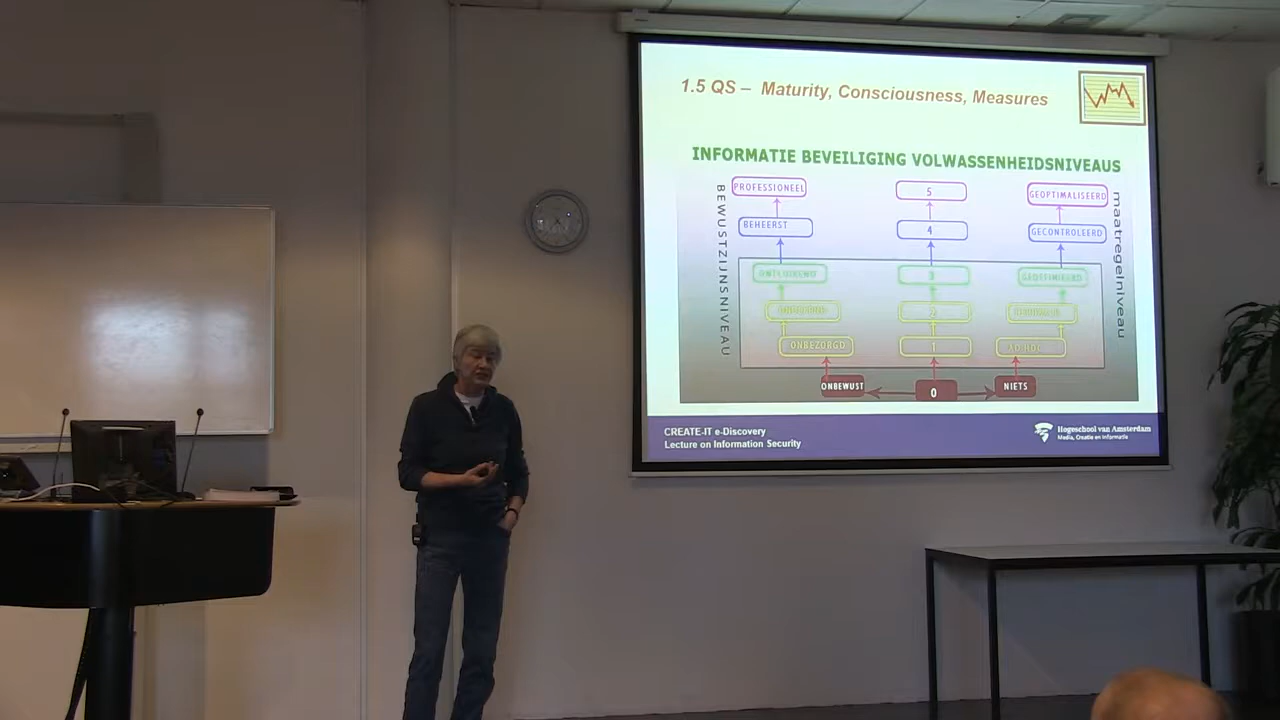 1.5 QS – Maturity, Consciousness, Measures
INFORMATIE BEVEILIGING VOLWASSENHEIDSNIVEAUS
BEWUSTZIJNSNIVEAU
PROFESSIONEEL
5
GEOPTIMALISEERD
maatregelniveau
BEHEERST
4
GECONTROLEERD
ONTLUIKEND
3
2
ONBEZORGD
1
AD HOC
ONBEWUST
0
NIETS
CREATE-IT e-Discovery
Lecture on Information Security
Hogeschool van Amsterdam
Media, Creatie en Informatie